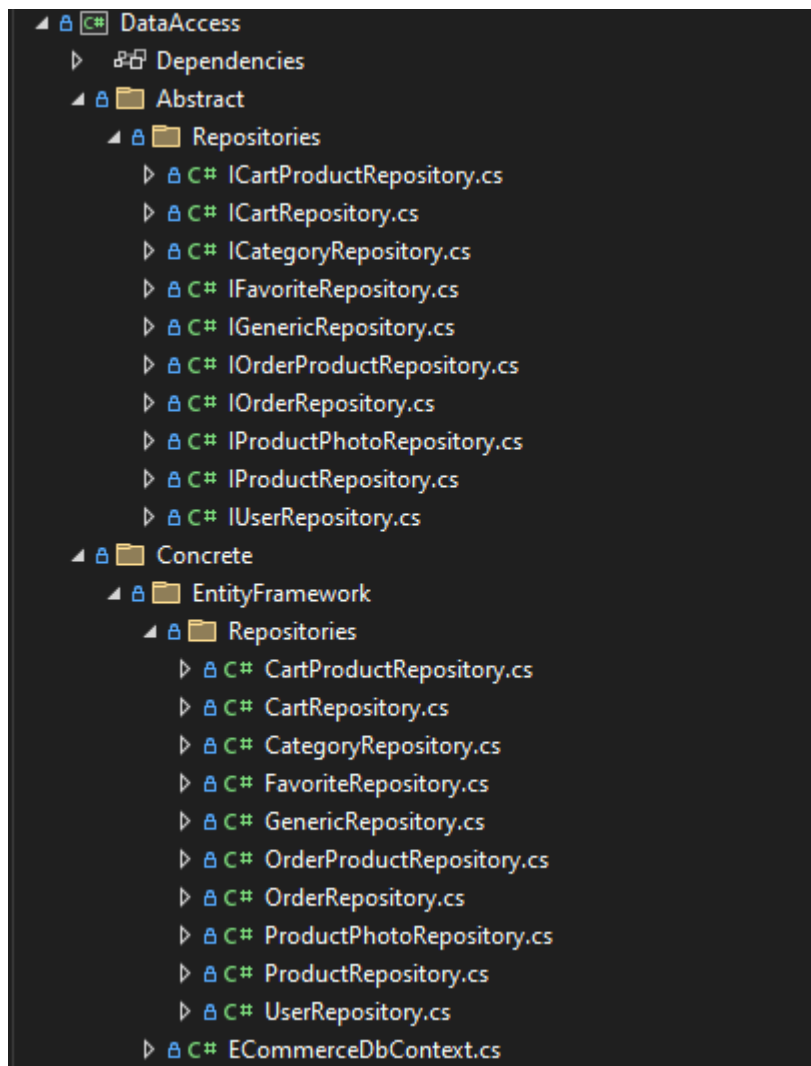 C# DataAccess
Dependencies
Abstract
Repositories
C# ICartProductRepository.cs
C# ICartRepository.cs
C# ICategoryRepository.cs
C# IFavoriteRepository.cs
C# IGenericRepository.cs
C# IOrderProductRepository.cs
C# IOrderRepository.cs
C# IProductPhotoRepository.cs
C# IProductRepository.cs
C# IUserRepository.cs
Concrete
EntityFramework
Repositories
C# CartProductRepository.cs
C# CartRepository.cs
C# CategoryRepository.cs
C# FavoriteRepository.cs
C# GenericRepository.cs
C# OrderProductRepository.cs
C# OrderRepository.cs
C# ProductPhotoRepository.cs
C# ProductRepository.cs
C# UserRepository.cs
C# ECommerceDbContext.cs